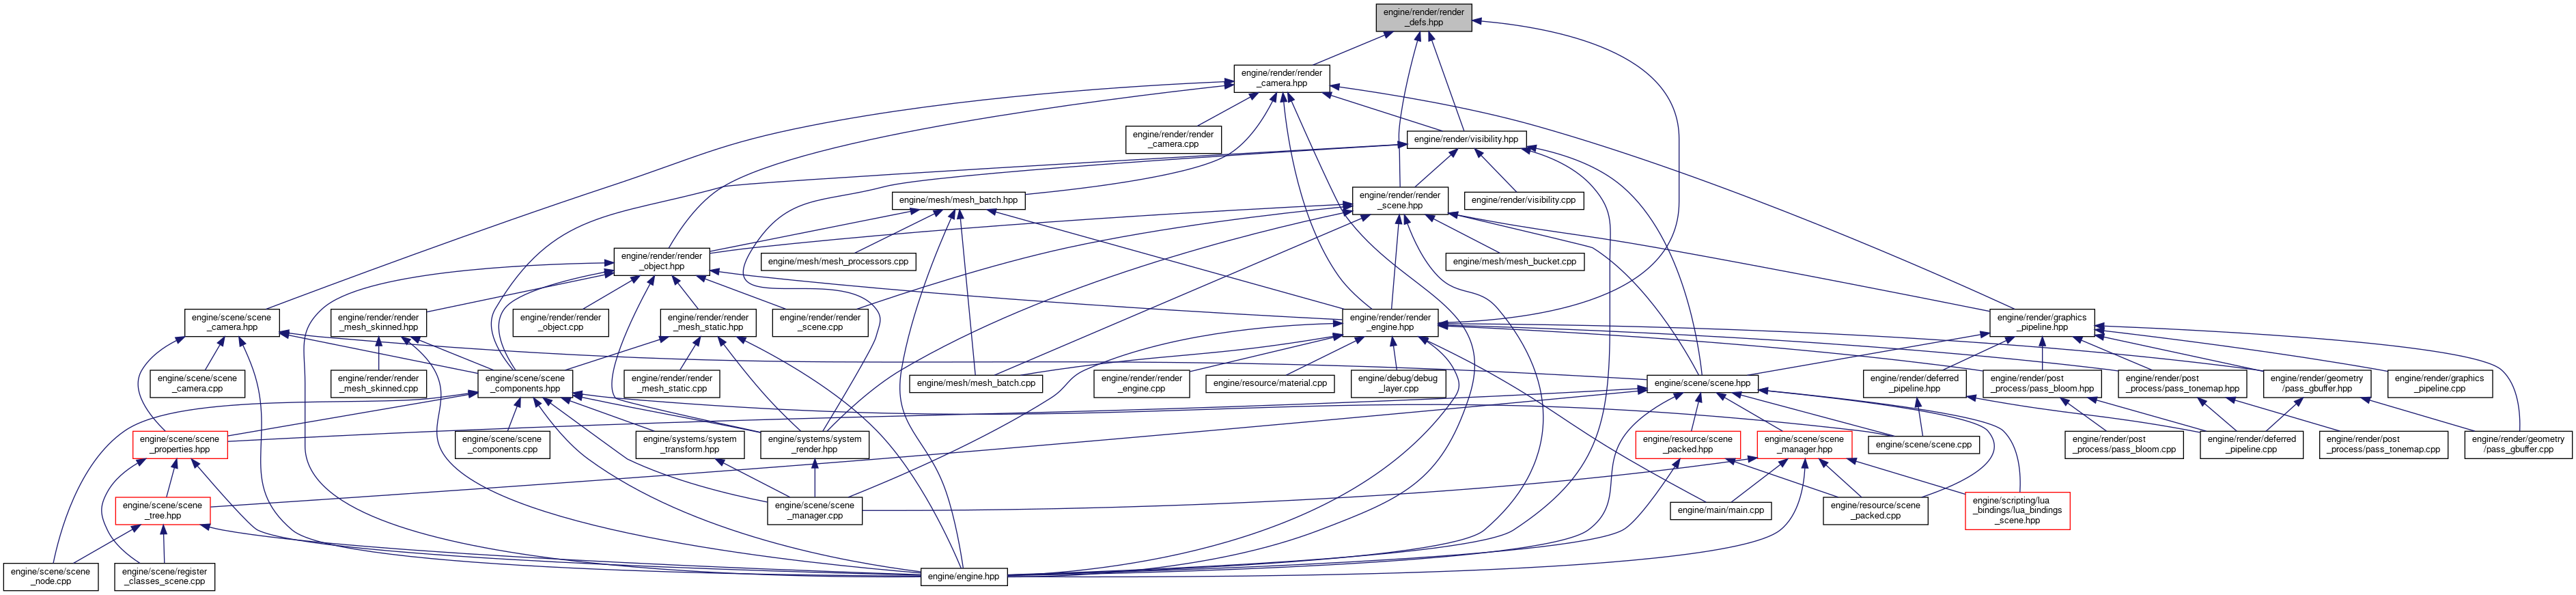 engine/render/render
_defs.hpp
engine/render/render
_camera.hpp
engine/render/render
_camera.cpp
engine/render/visibility.hpp
engine/mesh/mesh_batch.hpp
engine/render/render
_scene.hpp
engine/render/visibility.cpp
engine/render/render
_object.hpp
engine/mesh/mesh_processors.cpp
engine/mesh/mesh_bucket.cpp
engine/scene/scene
_camera.hpp
engine/render/render
_mesh_skinned.hpp
engine/render/render
_object.cpp
engine/render/render
_mesh_static.hpp
engine/render/render
_scene.cpp
engine/render/render
_engine.hpp
engine/render/graphics
_pipeline.hpp
engine/scene/scene
_camera.cpp
engine/render/render
_mesh_skinned.cpp
engine/scene/scene
_components.hpp
engine/render/render
_mesh_static.cpp
engine/mesh/mesh_batch.cpp
engine/render/render
_engine.cpp
engine/resource/material.cpp
engine/debug/debug
_layer.cpp
engine/scene/scene.hpp
engine/render/deferred
_pipeline.hpp
engine/render/post
_process/pass_bloom.hpp
engine/render/post
_process/pass_tonemap.hpp
engine/render/geometry
/pass_gbuffer.hpp
engine/render/graphics
_pipeline.cpp
engine/scene/scene
_properties.hpp
engine/scene/scene
_components.cpp
engine/systems/system
_transform.hpp
engine/systems/system
_render.hpp
engine/resource/scene
_packed.hpp
engine/scene/scene
_manager.hpp
engine/scene/scene.cpp
engine/render/post
_process/pass_bloom.cpp
engine/render/deferred
_pipeline.cpp
engine/render/post
_process/pass_tonemap.cpp
engine/render/geometry
/pass_gbuffer.cpp
engine/scene/scene
_tree.hpp
engine/scene/scene
_manager.cpp
engine/main/main.cpp
engine/resource/scene
_packed.cpp
engine/scripting/lua
_bindings/lua_bindings
_scene.hpp
engine/scene/scene
_node.cpp
engine/scene/register
_classes_scene.cpp
engine/engine.hpp